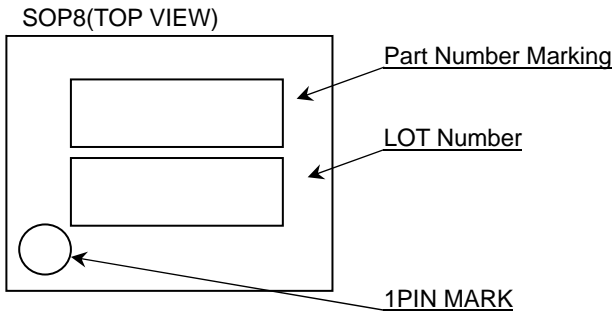 SOP8(TOP VIEW)
Part Number Marking
LOT Number
1PIN MARK